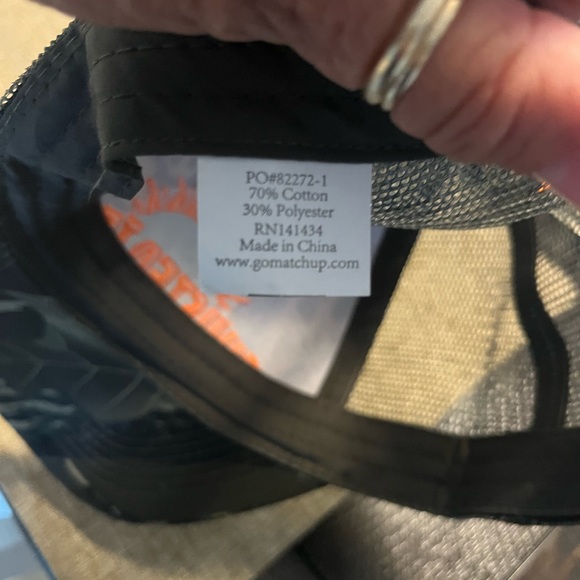 PO#82272-1
70% Cotton
30% Polyester
RN141434
Made in China
www.gomatchup.com